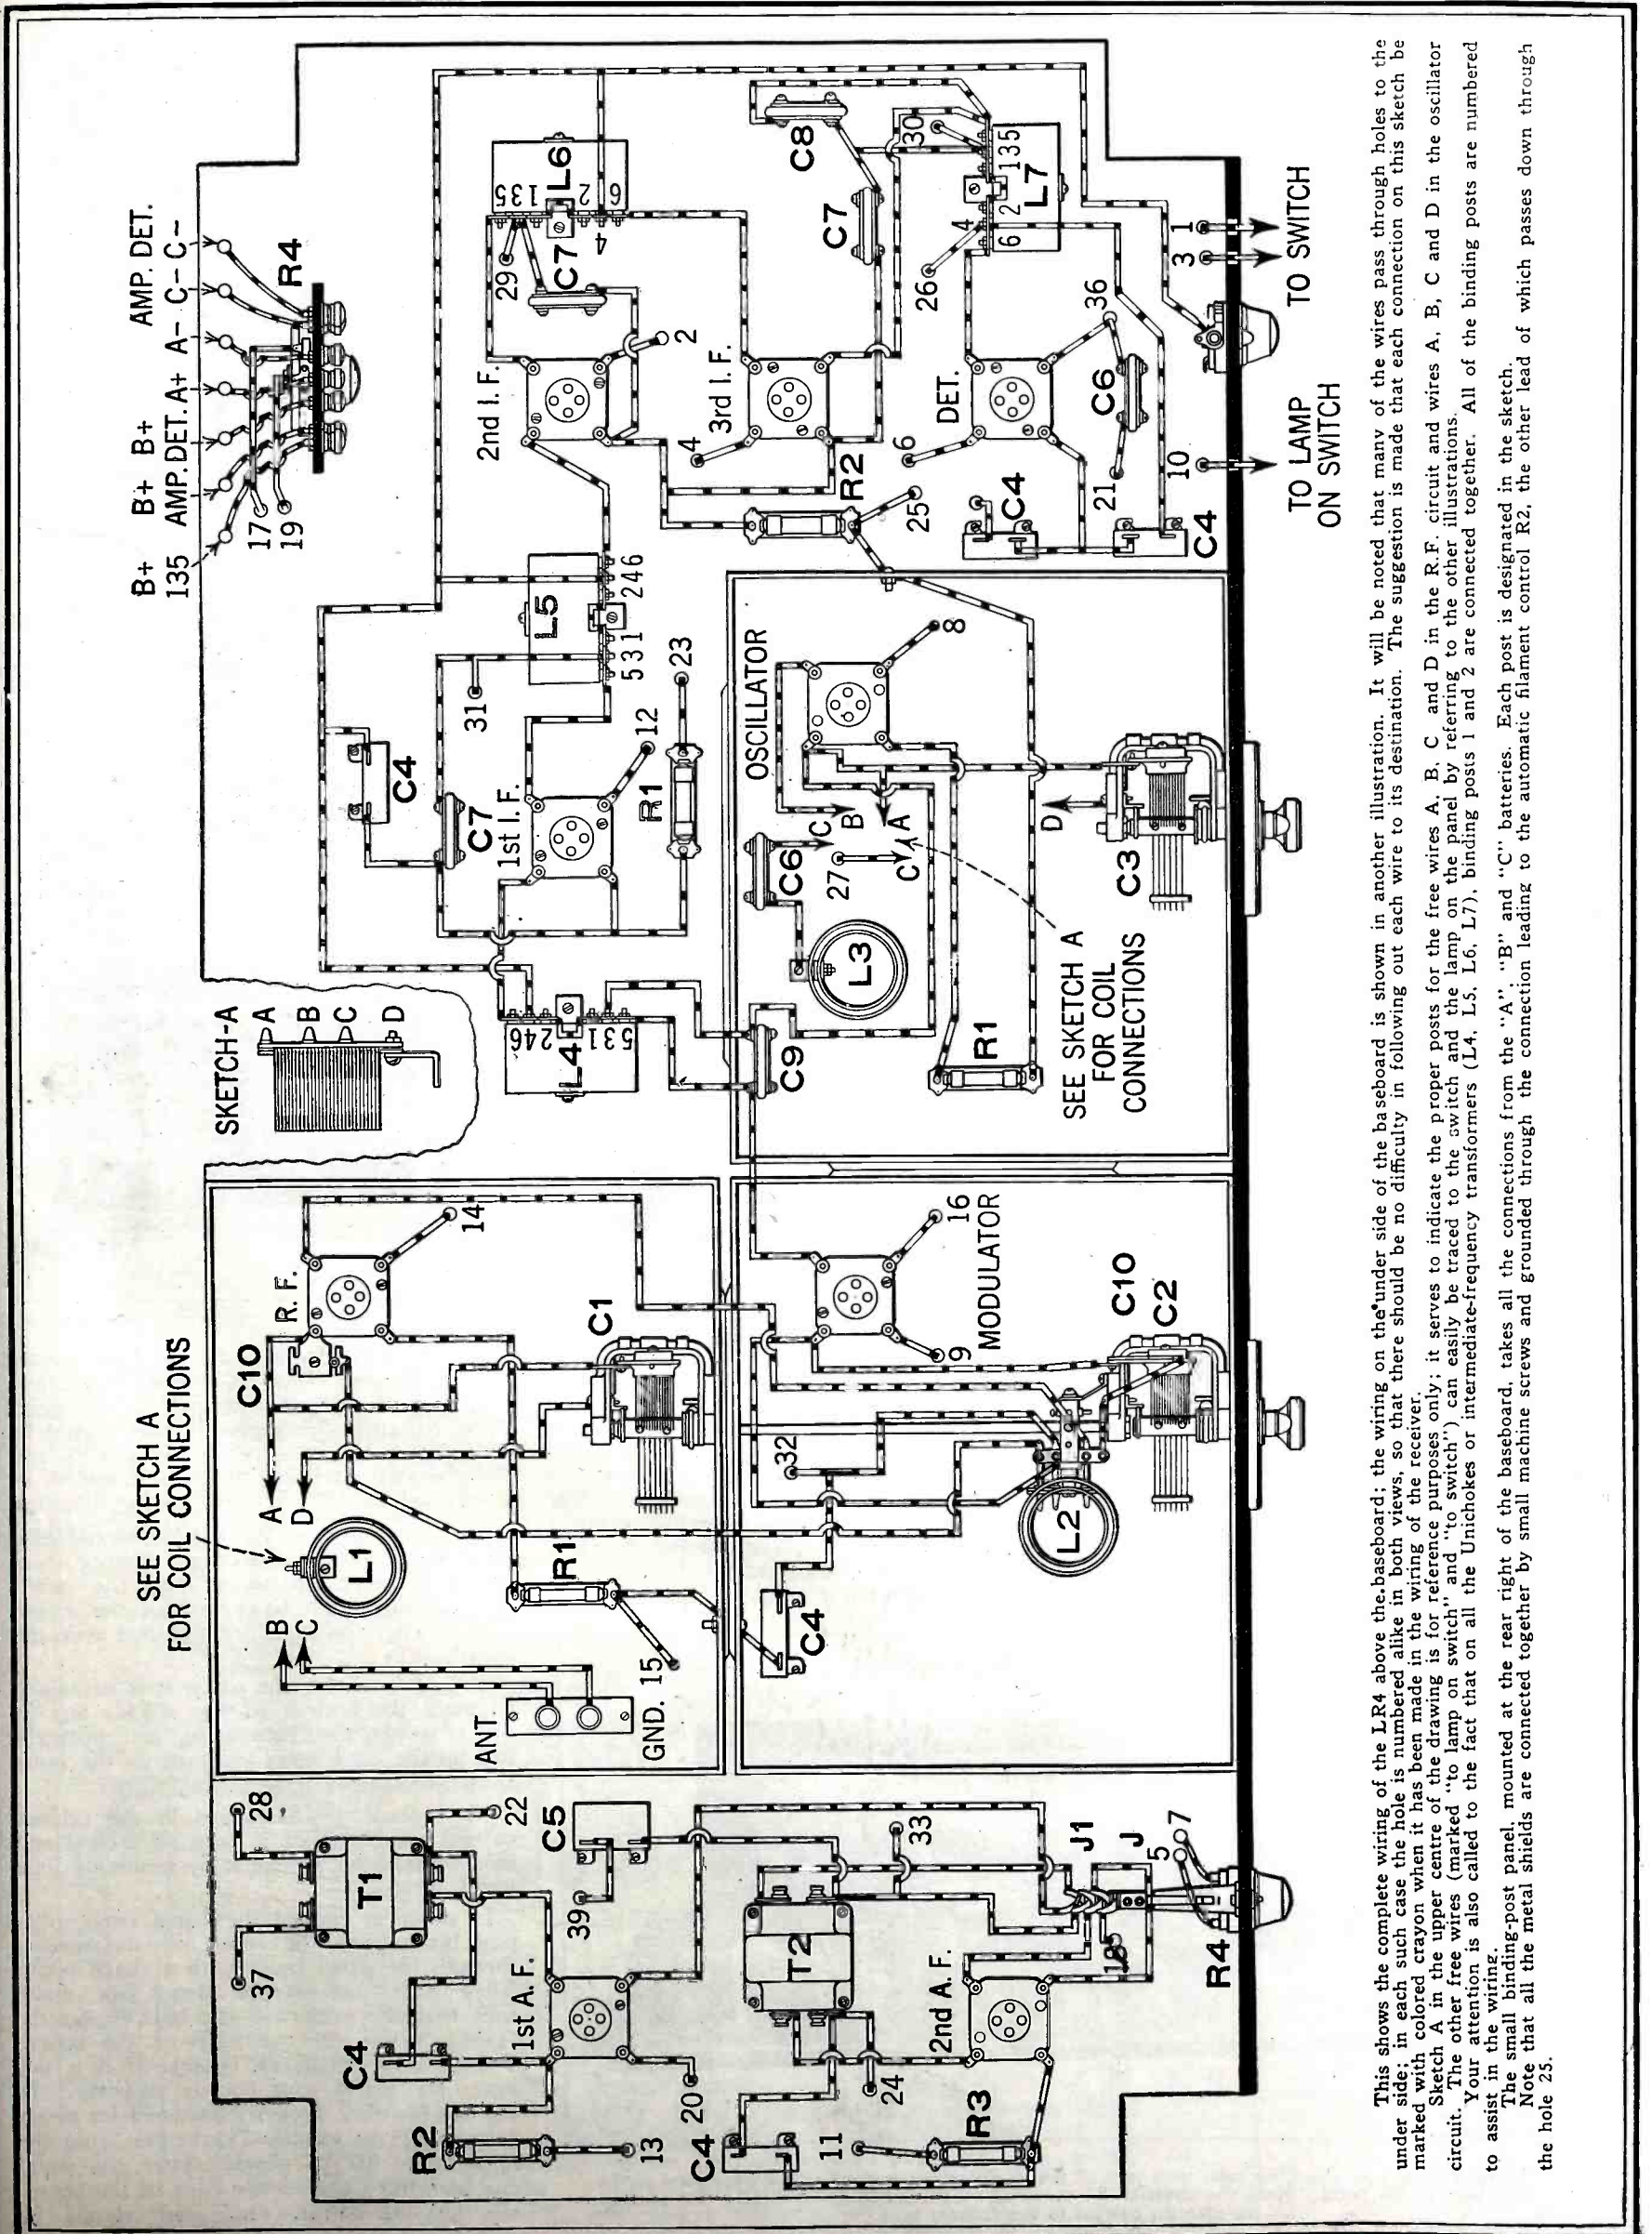 B+ B+ B+ AMP. DET.
135 AMP. DET. A+ A- C- C-
R4
17
19
SKETCH-A
A
B
C
D
SEE SKETCH A
FOR COIL CONNECTIONS
B
C
A
D
C10
R. F.
14
L1
ANT
GND.
15
R1
C1
28
37
T1
22
C4
R2
13
1st A. F.
20
39
C5
C4
T2
33
24
11
2nd A. F.
R3
J1
J
18
5
7
R4
C4
32
L2
9
16
MODULATOR
C10
C2
C4
C7
31
1st I. F.
12
R1
23
L5
5 3 1
2 4 6
L4
246
531
C9
OSCILLATOR
8
C6
C
B
A
27
C
L3
R1
SEE SKETCH A
FOR COIL
CONNECTIONS
D
C3
2nd I. F.
29
C7
L6
135
2
6
4
2
3rd I. F.
4
R2
25
C8
C7
30
26
L7
135
2
4
6
DET.
6
36
C6
21
C4
C4
10
3
1
TO LAMP
ON SWITCH
TO SWITCH
This shows the complete wiring of the LR4 above the baseboard; the wiring on the under side of the baseboard is shown in another illustration. It will be noted that many of the wires pass through holes to the
under side; in each such case the hole is numbered alike in both views, so that there should be no difficulty in following out each wire to its destination. The suggestion is made that each connection on this sketch be
marked with colored crayon when it has been made in the wiring of the receiver.
Sketch A in the upper centre of the drawing is for reference purposes only; it serves to indicate the proper posts for the free wires A, B, C and D in the R.F. circuit and wires A, B, C and D in the oscillator
circuit. The other free wires (marked "to lamp on switch" and "to switch") can easily be traced to the switch and the lamp on the panel by referring to the other illustrations.
Your attention is also called to the fact that on all the Unichokes or intermediate-frequency transformers (L4, L5, L6, L7), binding posts 1 and 2 are connected together. All of the binding posts are numbered
to assist in the wiring.
The small binding-post panel, mounted at the rear right of the baseboard, takes all the connections from the "A", "B" and "C" batteries. Each post is designated in the sketch.
Note that all the metal shields are connected together by small machine screws and grounded through the connection leading to the automatic filament control R2, the other lead of which passes down through
the hole 25.